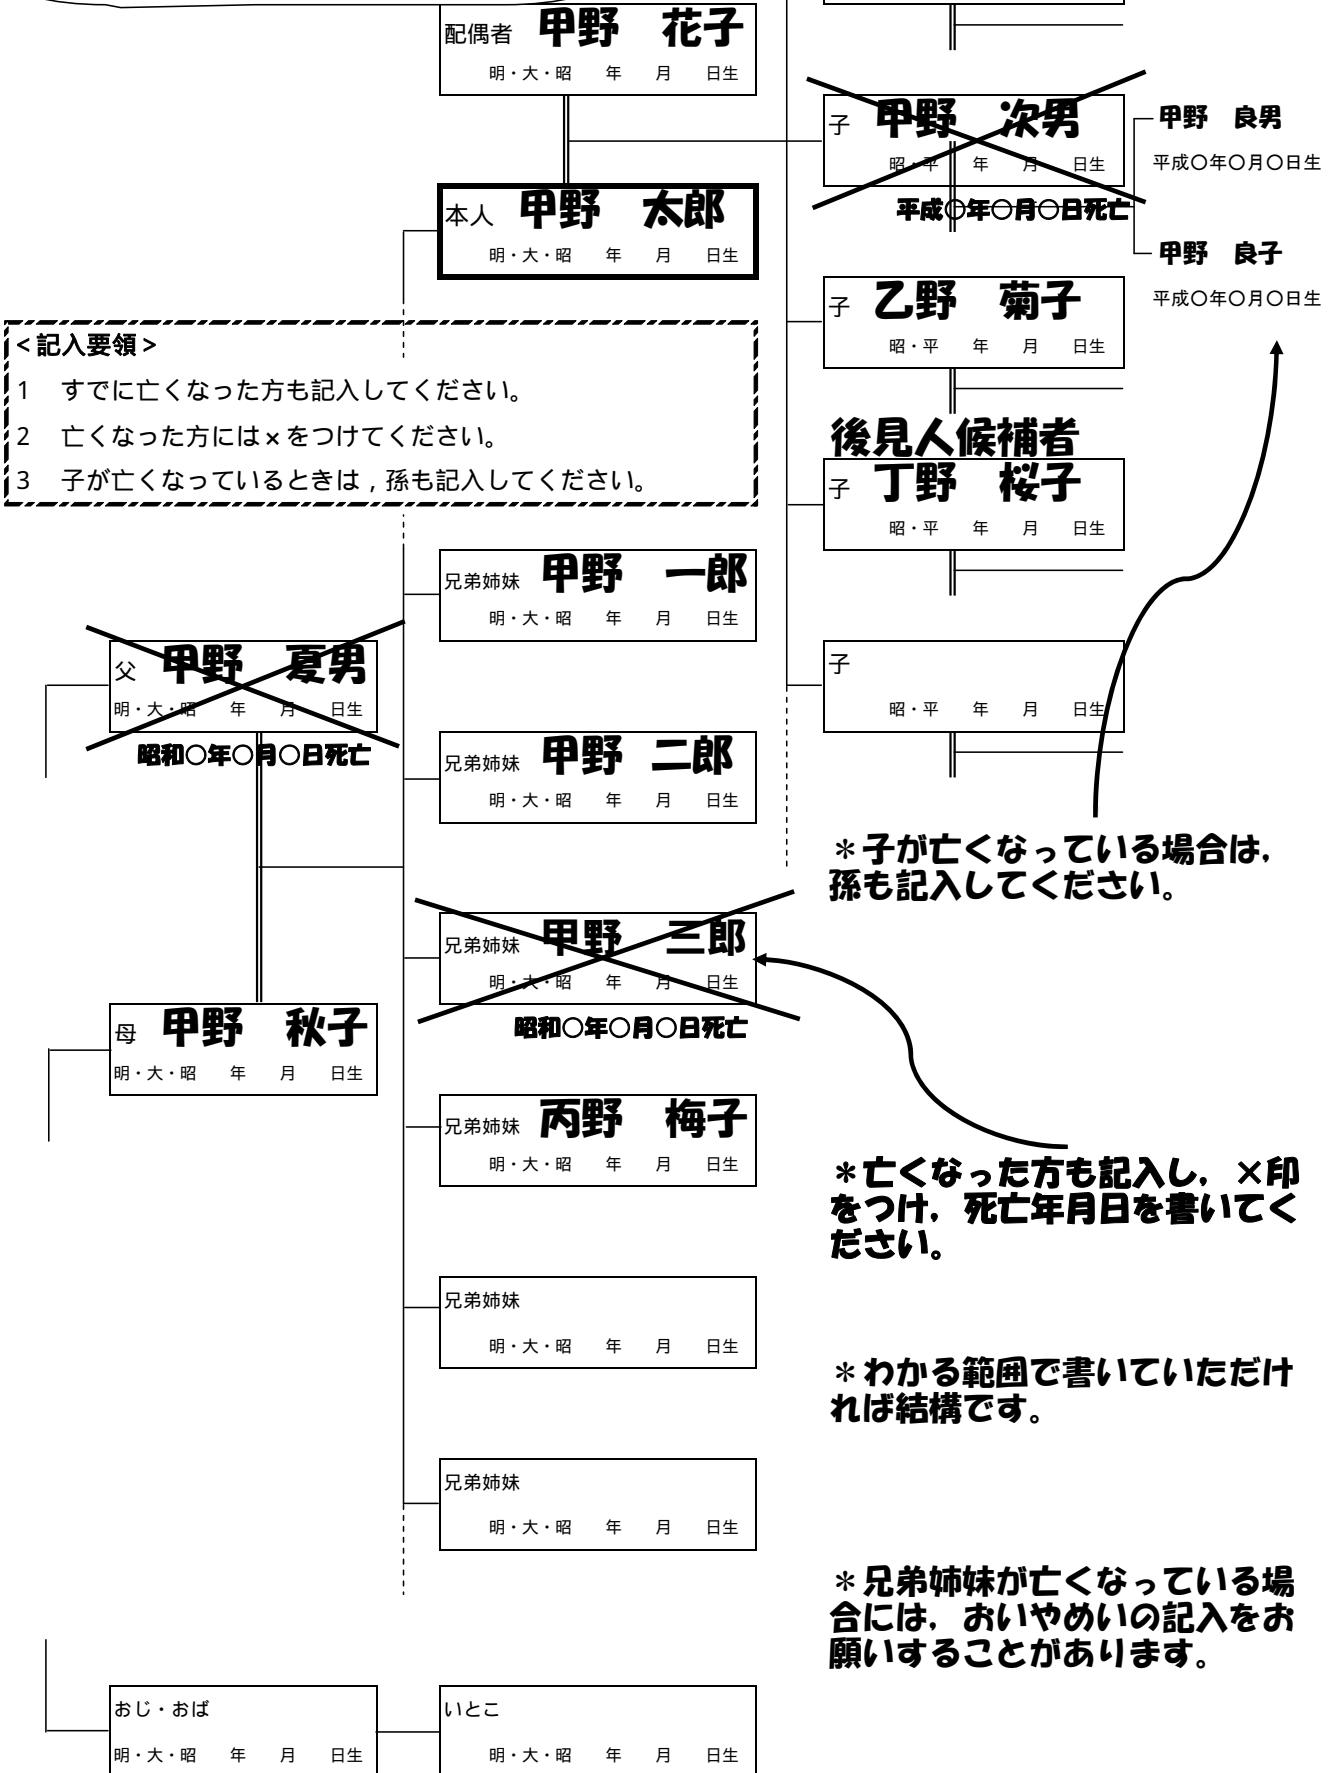 配偶者 甲野 花子
明・大・昭 年 月 日生
子 甲野 次男
昭・平 年 月 日生
平成○年○月○日死亡
甲野 良男
平成○年○月○日生
甲野 良子
平成○年○月○日生
本人 甲野 太郎
明・大・昭 年 月 日生
子 乙野 菊子
昭・平 年 月 日生
<記入要領>
1 すでに亡くなった方も記入してください。
2 亡くなった方には×をつけてください。
3 子が亡くなっているときは,孫も記入してください。
後見人候補者
子 丁野 桜子
昭・平 年 月 日生
兄弟姉妹 甲野 一郎
明・大・昭 年 月 日生
父 甲野 夏男
明・大・昭 年 月 日生
昭和○年○月○日死亡
子
昭・平 年 月 日生
兄弟姉妹 甲野 二郎
明・大・昭 年 月 日生
＊子が亡くなっている場合は,
孫も記入してください。
兄弟姉妹 甲野 三郎
明・大・昭 年 月 日生
昭和○年○月○日死亡
母 甲野 秋子
明・大・昭 年 月 日生
兄弟姉妹 丙野 梅子
明・大・昭 年 月 日生
＊亡くなった方も記入し,×印
をつけ,死亡年月日を書いてく
ださい。
兄弟姉妹
明・大・昭 年 月 日生
＊わかる範囲で書いていただけ
れば結構です。
兄弟姉妹
明・大・昭 年 月 日生
＊兄弟姉妹が亡くなっている場
合には,おいやめいの記入をお
願いすることがあります。
おじ・おば
明・大・昭 年 月 日生
いとこ
明・大・昭 年 月 日生